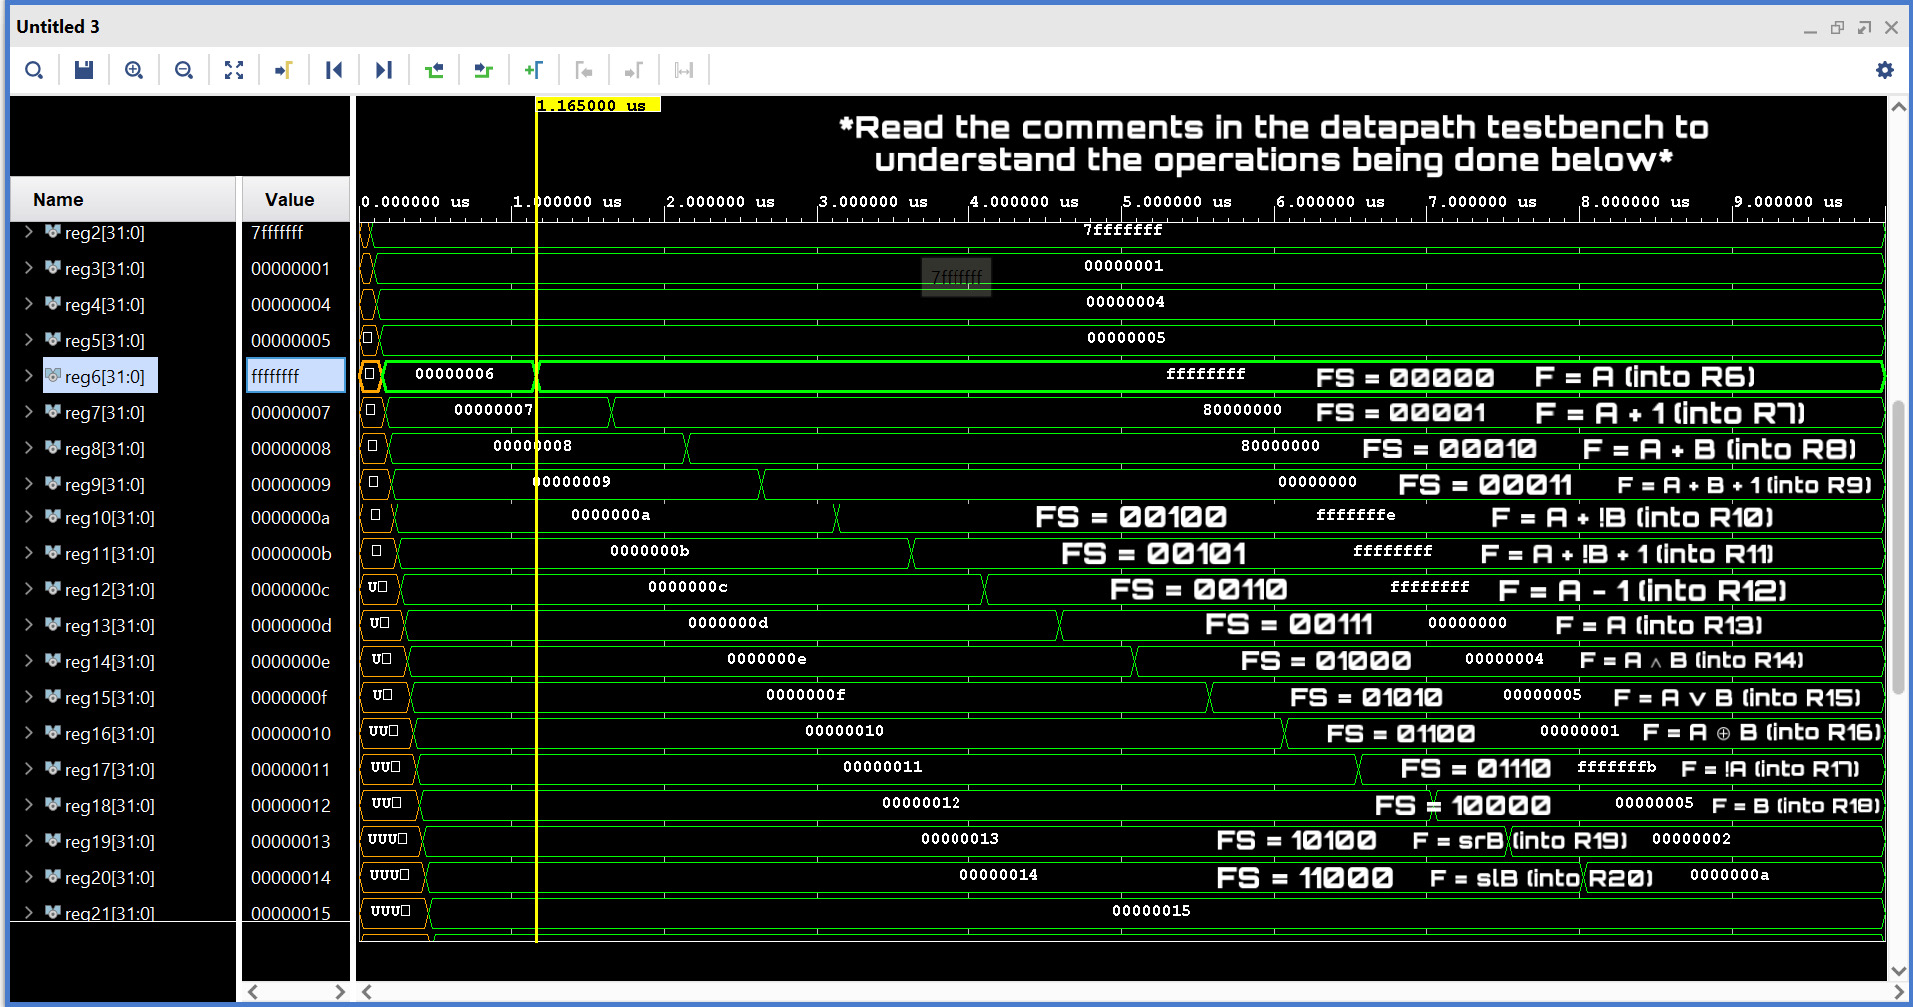 Untitled 3
1.165000 us
*Read the comments in the datapath testbench to
understand the operations being done below*
Name Value 0.000000 us 1.000000 us 2.000000 us 3.000000 us 4.000000 us 5.000000 us 6.000000 us 7.000000 us 8.000000 us 9.000000 us
reg2[31:0] 7fffffff 7fffffff
reg3[31:0] 00000001 00000001
7fffffff
reg4[31:0] 00000004 00000004
reg5[31:0] 00000005 00000005
reg6[31:0] ffffffff 00000006 ffffffff FS = 00000 F = A (into R6)
reg7[31:0] 00000007 00000007 80000000 FS = 00001 F = A + 1 (into R7)
reg8[31:0] 00000008 00000008 80000000 FS = 00010 F = A + B (into R8)
reg9[31:0] 00000009 00000009 00000000 FS = 00011 F = A + B + 1 (into R9)
reg10[31:0] 0000000a 0000000a FS = 00100 fffffffe F = A + !B (into R10)
reg11[31:0] 0000000b 0000000b FS = 00101 ffffffff F = A + !B + 1 (into R11)
reg12[31:0] 0000000c U 0000000c FS = 00110 ffffffff F = A - 1 (into R12)
reg13[31:0] 0000000d U 0000000d FS = 00111 00000000 F = A (into R13)
reg14[31:0] 0000000e U 0000000e FS = 01000 00000004 F = A ∧ B (into R14)
reg15[31:0] 0000000f U 0000000f FS = 01010 00000005 F = A v B (into R15)
reg16[31:0] 00000010 UU 00000010 FS = 01100 00000001 F = A ⊕ B (into R16)
reg17[31:0] 00000011 UU 00000011 FS = 01110 fffffffb F = !A (into R17)
reg18[31:0] 00000012 UU 00000012 FS = 10000 00000005 F = B (into R18)
reg19[31:0] 00000013 UUU 00000013 FS = 10100 F = srB (into R19) 00000002
reg20[31:0] 00000014 UUU 00000014 FS = 11000 F = slB (into R20) 0000000a
reg21[31:0] 00000015 UUU 00000015